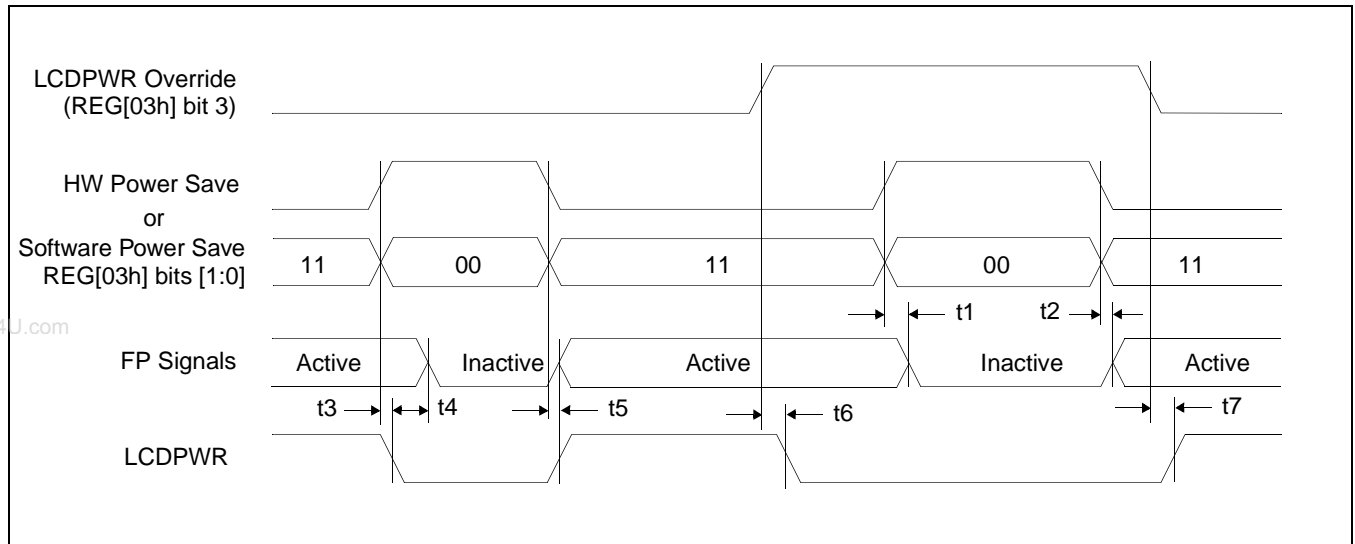 LCDPWR Override
(REG[03h] bit 3)
HW Power Save
or
Software Power Save
REG[03h] bits [1:0]
11
00
11
00
11
t1
t2
4U.com
FP Signals
Active
Inactive
Active
Inactive
Active
t3
t4
t5
t6
t7
LCDPWR